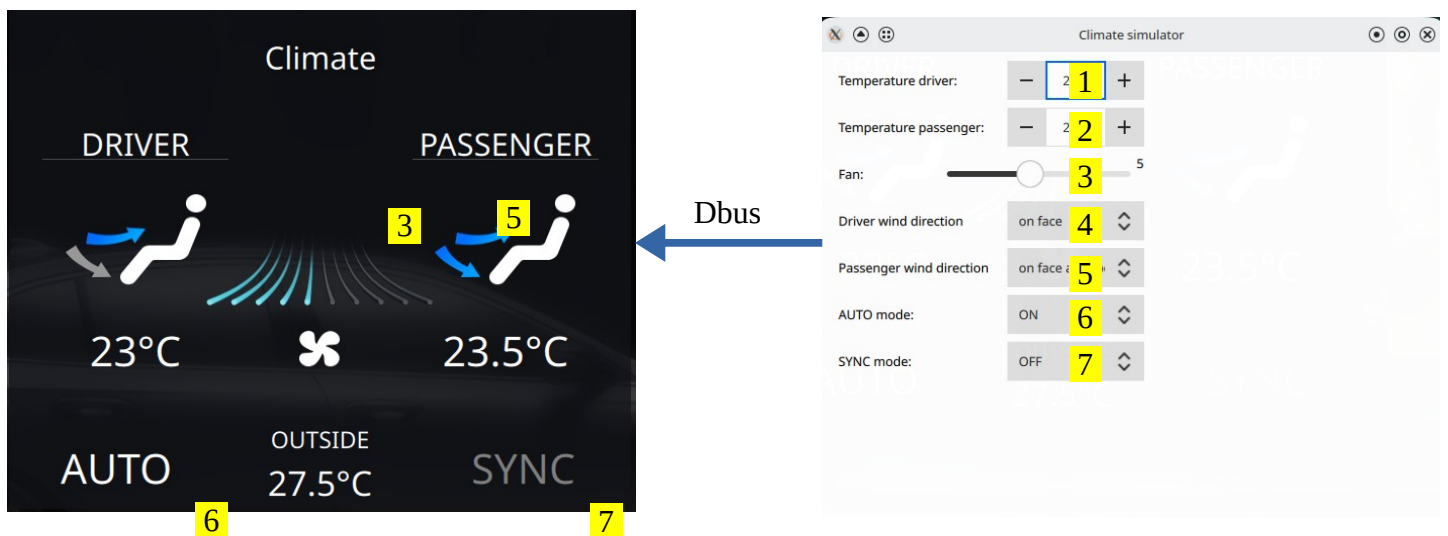 Climate
DRIVER
PASSENGER
3
5
23°C
23.5°C
AUTO
OUTSIDE
27.5°C
SYNC
6
7
Dbus
Climate simulator
Temperature driver:
1
Temperature passenger:
2
Fan:
3
5
Driver wind direction
on face
4
Passenger wind direction
on face
5
AUTO mode:
ON
6
SYNC mode:
OFF
7